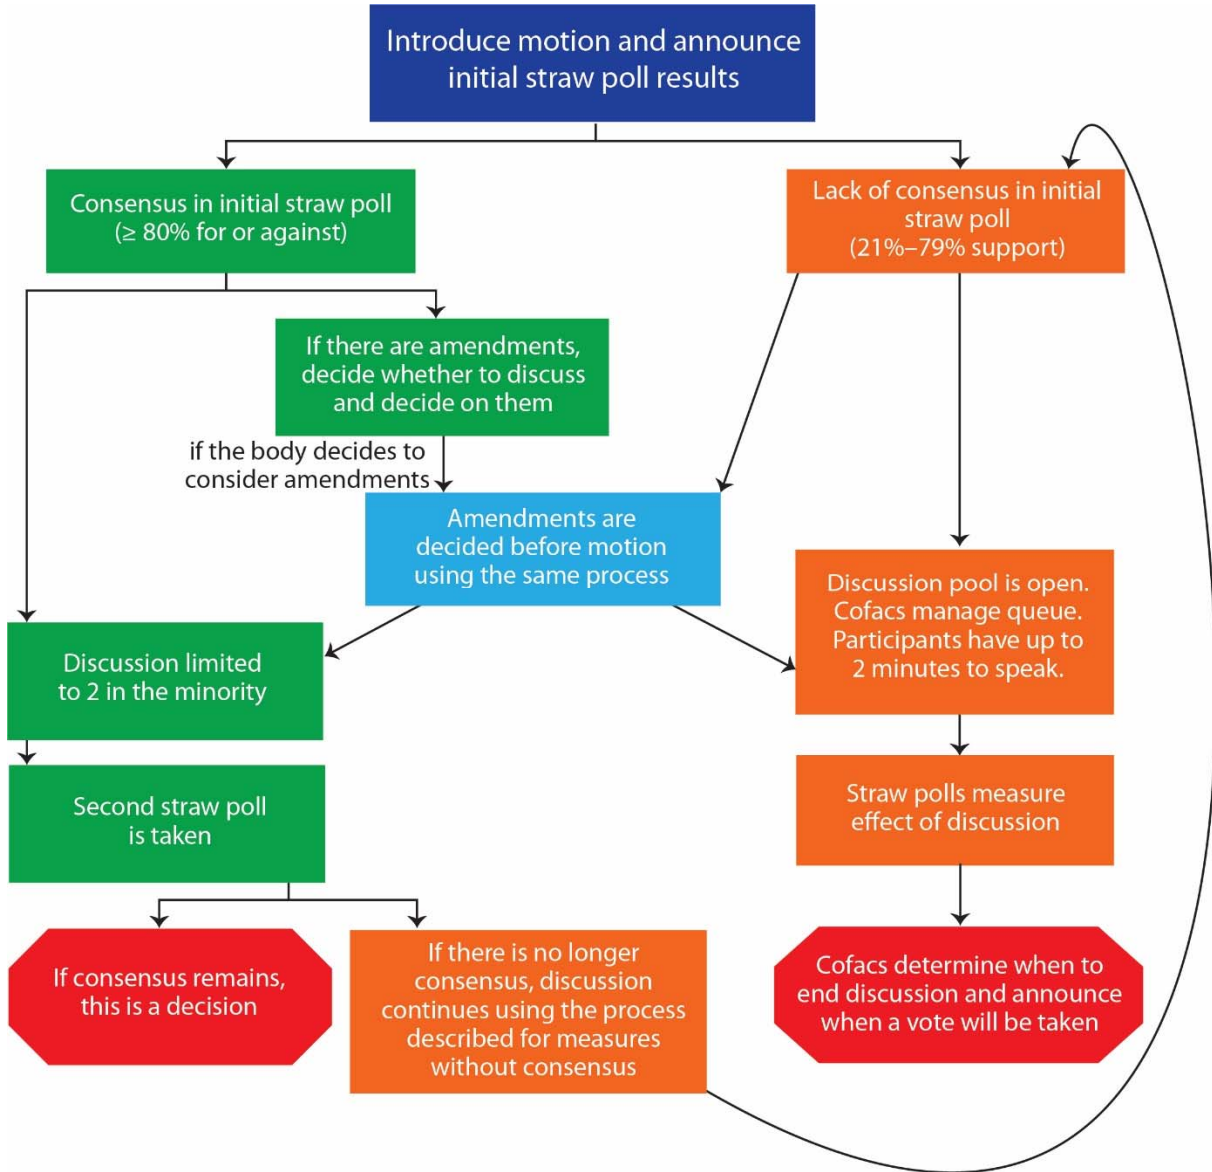 Introduce motion and announce
initial straw poll results
Consensus in initial straw poll
(≥ 80% for or against)
Lack of consensus in initial
straw poll
(21%–79% support)
If there are amendments,
decide whether to discuss
and decide on them
if the body decides to
consider amendments
Amendments are
decided before motion
using the same process
Discussion pool is open.
Cofacs manage queue.
Participants have up to
2 minutes to speak.
Discussion limited
to 2 in the minority
Second straw poll
is taken
Straw polls measure
effect of discussion
If consensus remains,
this is a decision
If there is no longer
consensus, discussion
continues using the process
described for measures
without consensus
Cofacs determine when to
end discussion and announce
when a vote will be taken